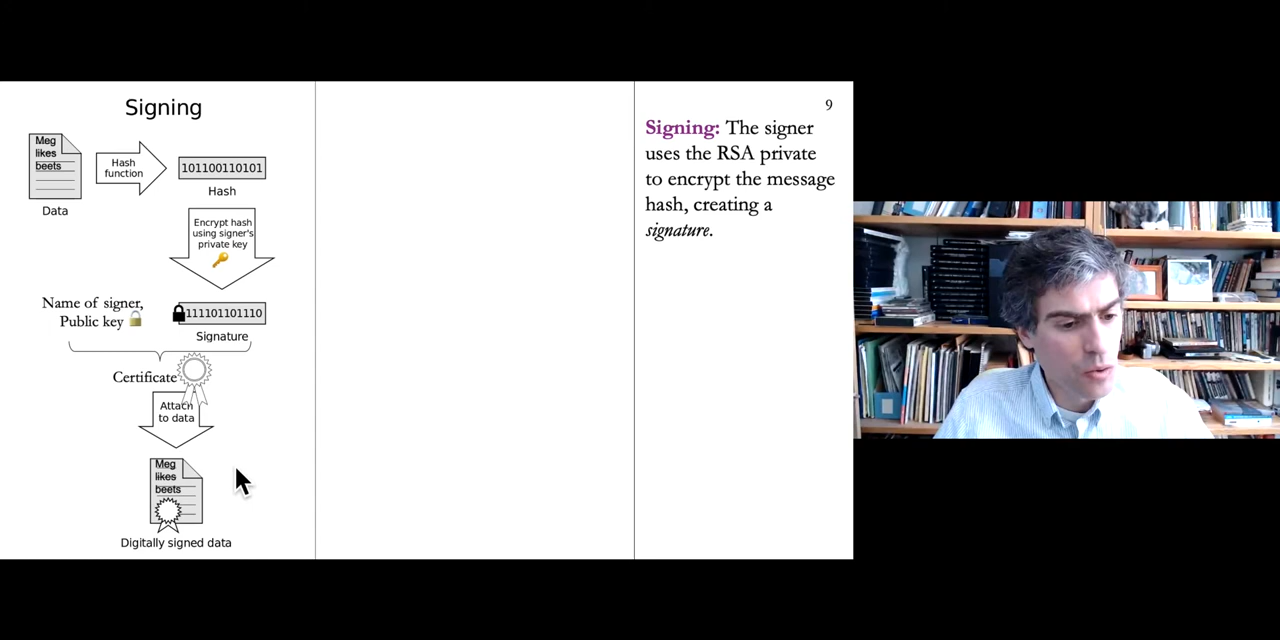 Signing
Meg
likes
beets
Hash
function
101100110101
Hash
Data
Encrypt hash
using signer's
private key
Name of signer,
Public key
111101101110
Signature
Certificate
Attach
to data
Meg
likes
beets
Digitally signed data
9
Signing: The signer
uses the RSA private
to encrypt the message
hash, creating a
signature.